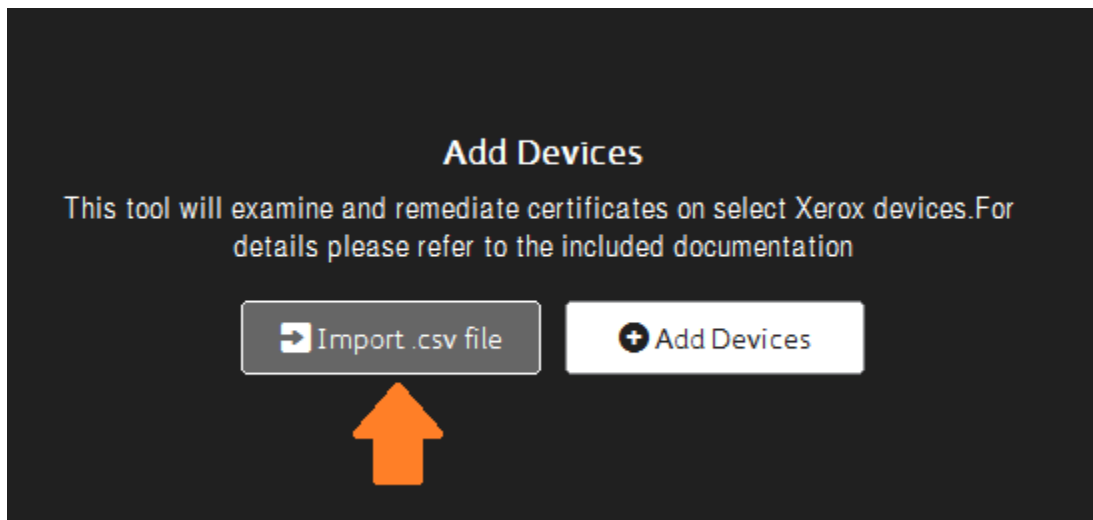 Add Devices
This tool will examine and remediate certificates on select Xerox devices.For
details please refer to the included documentation
Import .csv file
Add Devices